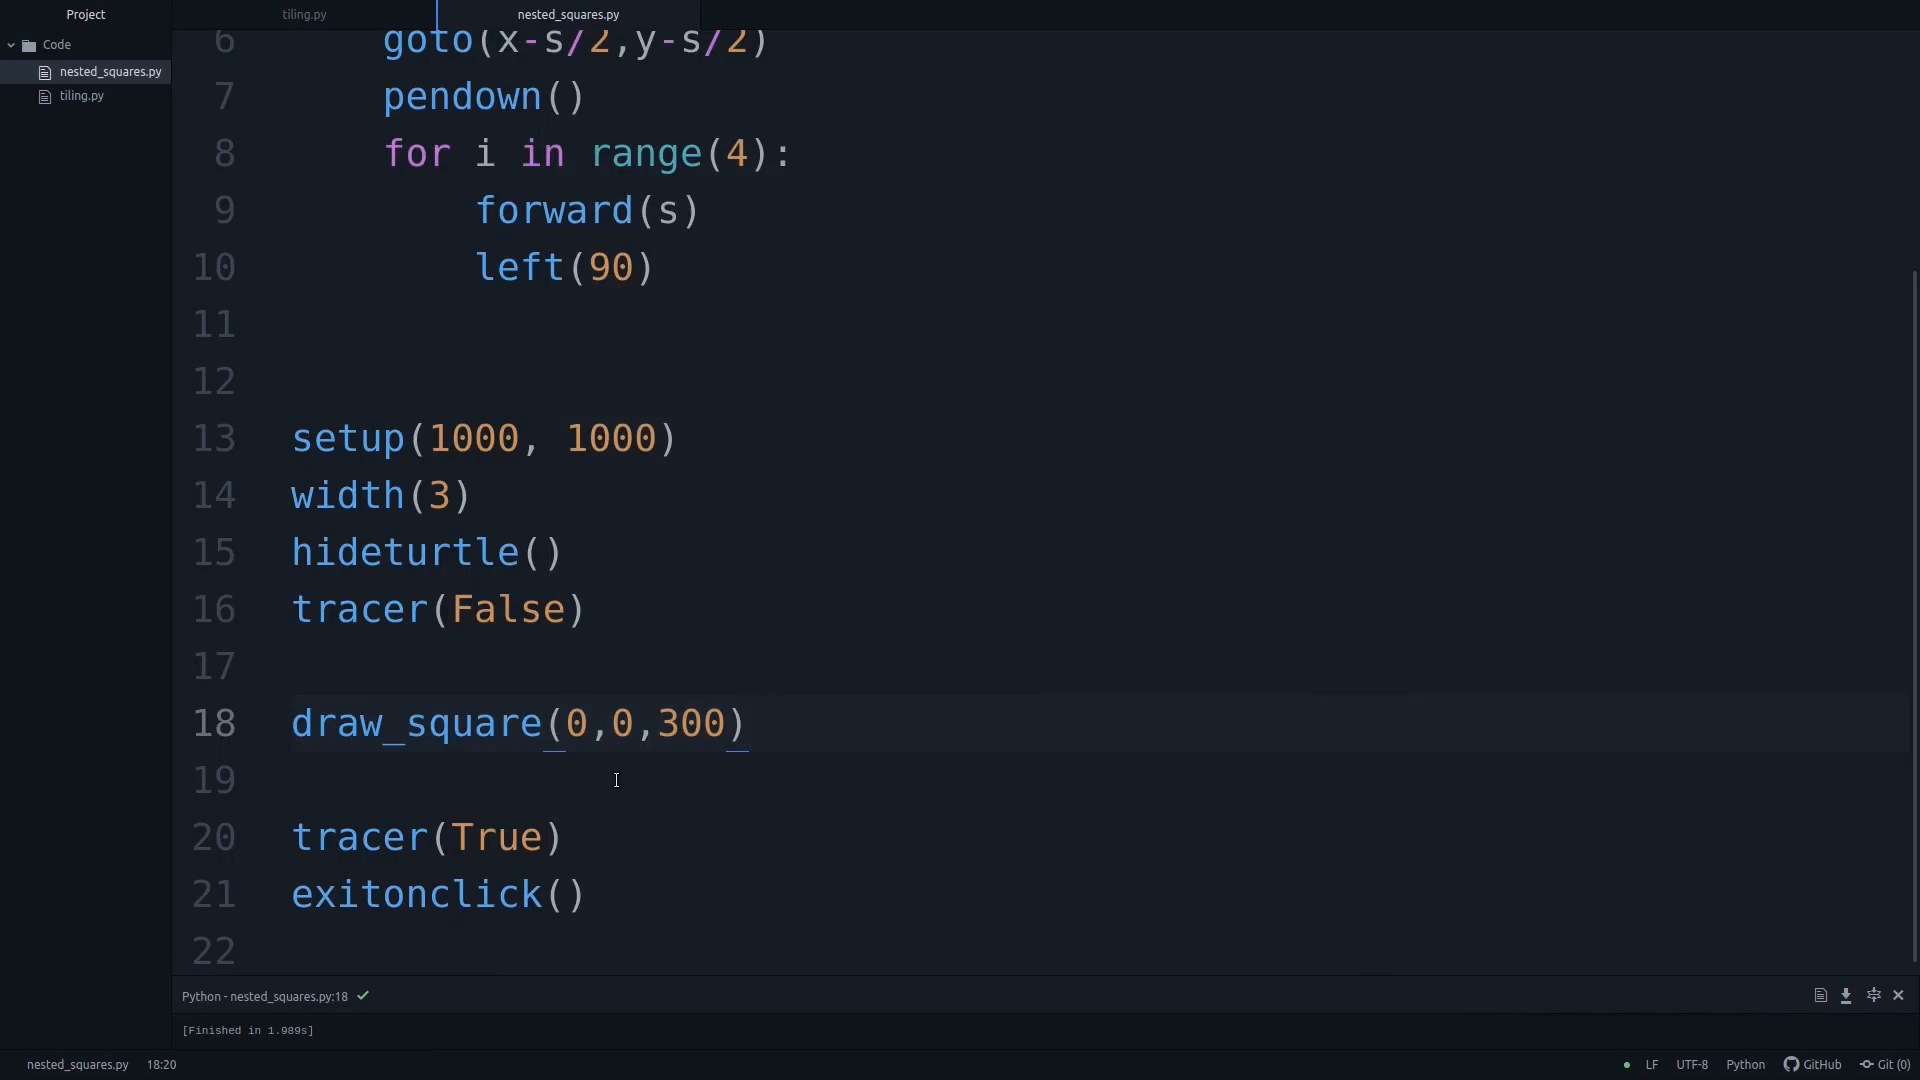 Project
tiling.py
nested_squares.py
Code
nested_squares.py
tiling.py
6 goto(x-s/2,y-s/2)
7 pendown()
8 for i in range(4):
9 forward(s)
10 left(90)
11
12
13 setup(1000, 1000)
14 width(3)
15 hideturtle()
16 tracer(False)
17
18 draw_square(0,0,300)
19
20 tracer(True)
21 exitonclick()
22
Python - nested_squares.py:18
[Finished in 1.989s]
nested_squares.py 18:20 LF UTF-8 Python GitHub Git (0)